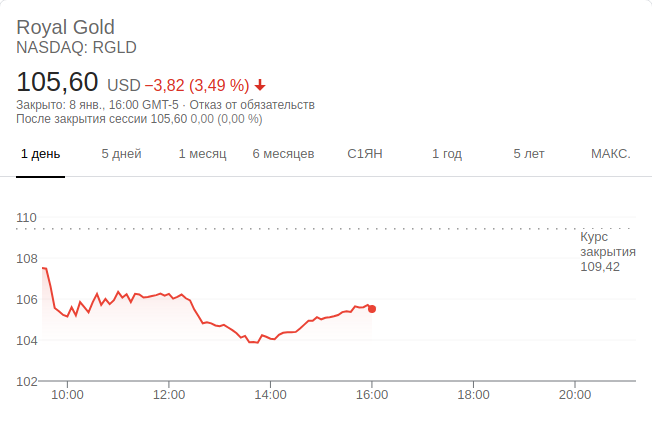 Royal Gold
NASDAQ: RGLD
105,60 USD −3,82 (3,49 %)
Закрыто: 8 янв., 16:00 GMT-5 · Отказ от обязательств
После закрытия сессии 105,60 0,00 (0,00 %)
1 день 5 дней 1 месяц 6 месяцев С1ЯН 1 год 5 лет МАКС.
110
Курс
закрытия
109,42
108
106
104
102
10:00 12:00 14:00 16:00 18:00 20:00